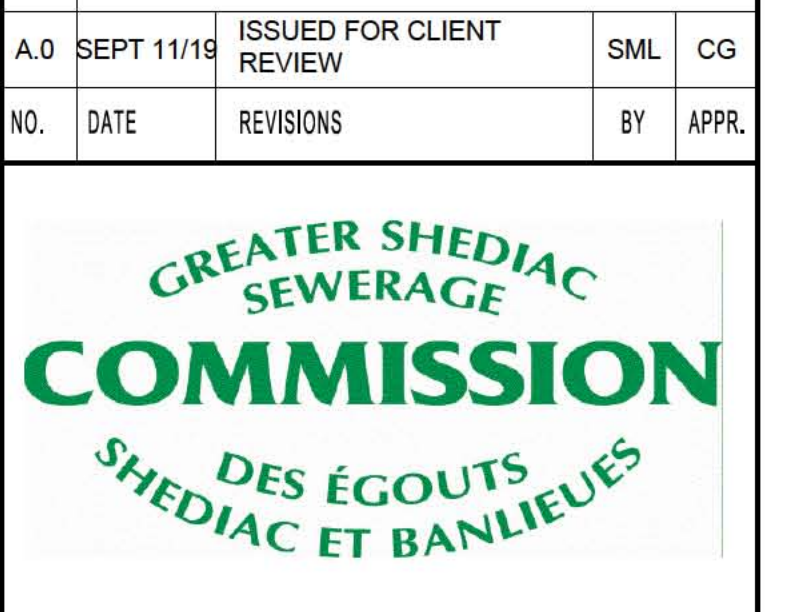 A.0 SEPT 11/19 ISSUED FOR CLIENT REVIEW SML CG
NO. DATE REVISIONS BY APPR.
GREATER SHEDIAC
SEWERAGE
COMMISSION
DES ÉGOUTS
SHEDIAC ET BANLIEUES